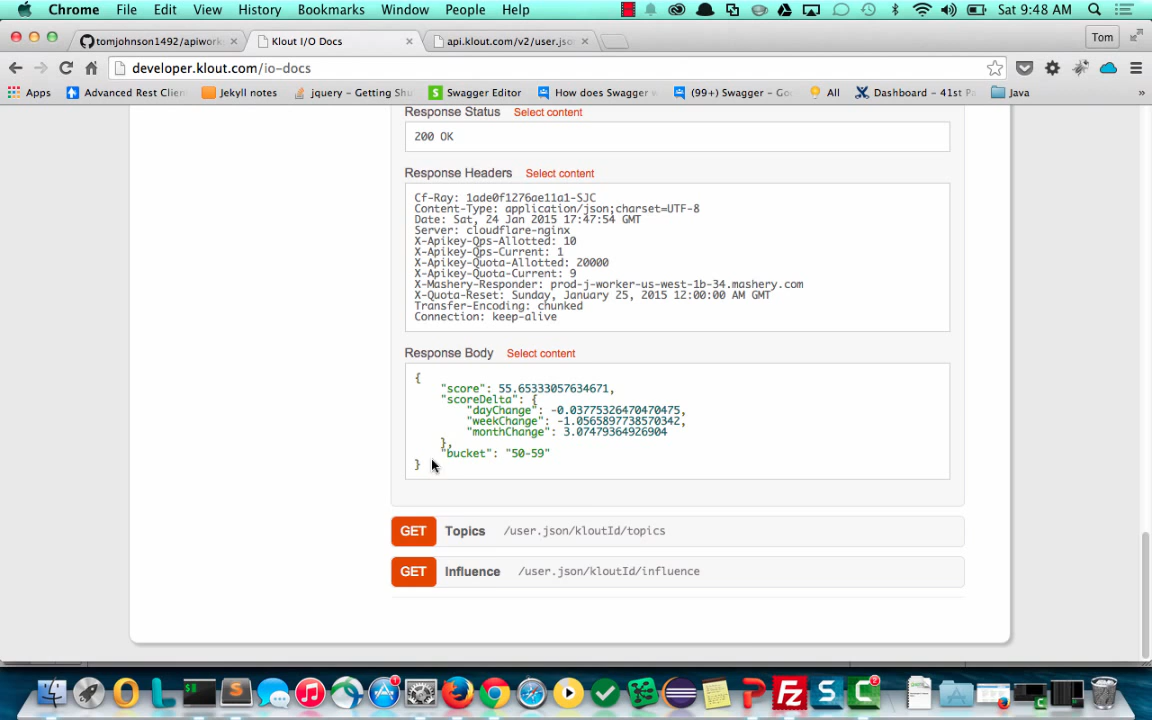 Chrome File Edit View History Bookmarks Window People Help Sat 9:48 AM
tomjohnson1492/apiwork Klout I/O Docs api.klout.com/v2/user.jso Tom
developer.klout.com/io-docs
Apps Advanced Rest Clie Jekyll notes jquery — Getting Stu Swagger Editor How does Swagger (99+) Swagger - Go All Dashboard - 41st Pa Java »
Response Status Select content
200 OK
Response Headers Select content
Cf-Ray: 1ade0f1276ae11a1-SJC
Content-Type: application/json;charset=UTF-8
Date: Sat, 24 Jan 2015 17:47:54 GMT
Server: cloudflare-nginx
X-Apikey-Qps-Allotted: 10
X-Apikey-Qps-Current: 1
X-Apikey-Quota-Allotted: 20000
X-Apikey-Quota-Current: 9
X-Mashery-Responder: prod-j-worker-us-west-1b-34.mashery.com
X-Quota-Reset: Sunday, January 25, 2015 12:00:00 AM GMT
Transfer-Encoding: chunked
Connection: keep-alive
Response Body Select content
{
"score": 55.65333057634671,
"scoreDelta": {
"dayChange": -0.03775326470470475,
"weekChange": -1.0565897738570342,
"monthChange": 3.07479364926904
},
"bucket": "50-59"
}
GET Topics /user.json/kloutId/topics
GET Influence /user.json/kloutId/influence